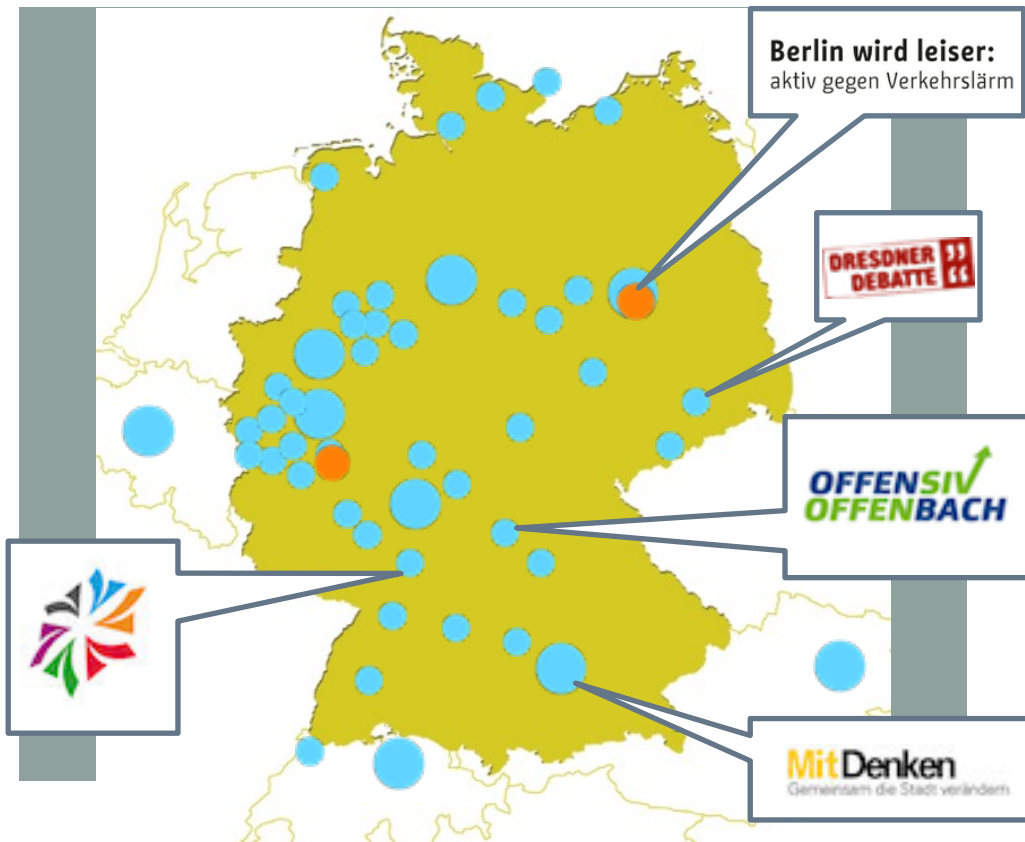 Berlin wird leiser:
aktiv gegen Verkehrslärm
DRESDNER
DEBATTE
OFFENSIV
OFFENBACH
MitDenken
Gemeinsam die Stadt verändern